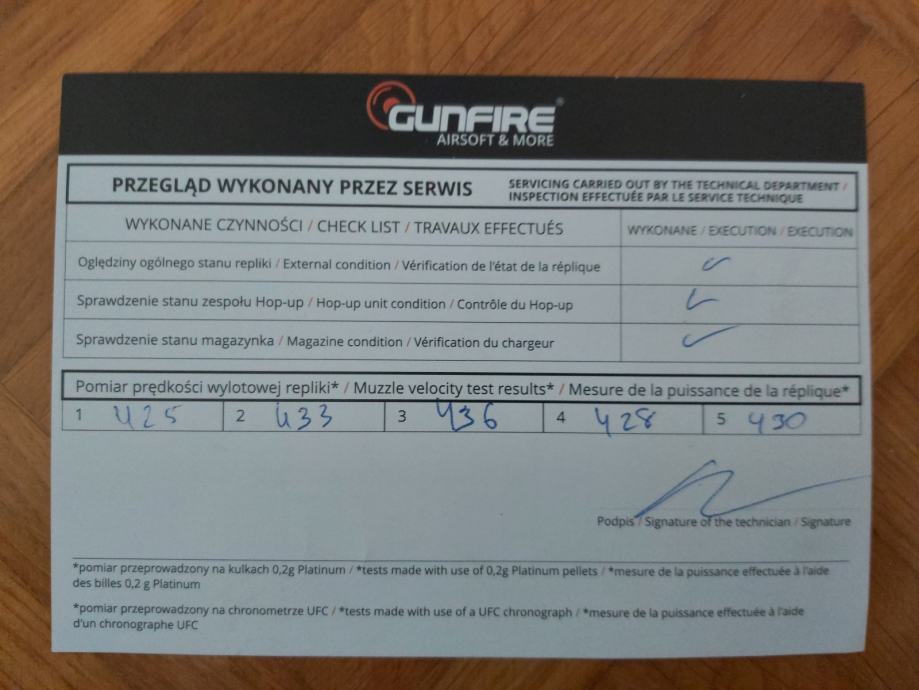 GUNFIRE®
AIRSOFT & MORE
PRZEGLĄD WYKONANY PRZEZ SERWIS
SERVICING CARRIED OUT BY THE TECHNICAL DEPARTMENT /
INSPECTION EFFECTUÉE PAR LE SERVICE TECHNIQUE
WYKONANE CZYNNOŚCI / CHECK LIST / TRAVAUX EFFECTUÉS
WYKONANE / EXECUTION / EXECUTION
Oględziny ogólnego stanu repliki / External condition / Vérification de l'état de la réplique
Sprawdzenie stanu zespołu Hop-up / Hop-up unit condition / Contrôle du Hop-up
Sprawdzenie stanu magazynka / Magazine condition / Vérification du chargeur
Pomiar prędkości wylotowej repliki* / Muzzle velocity test results* / Mesure de la puissance de la réplique*
1 425 2 433 3 436 4 428 5 430
Podpis / Signature of the technician / Signature
*pomiar przeprowadzony na kulkach 0,2g Platinum / *tests made with use of 0,2g Platinum pellets / *mesure de la puissance effectuée à l'aide
des billes 0,2 g Platinum
*pomiar przeprowadzony na chronometrze UFC / *tests made with use of a UFC chronograph / *mesure de la puissance effectuée à l'aide
d'un chronographe UFC